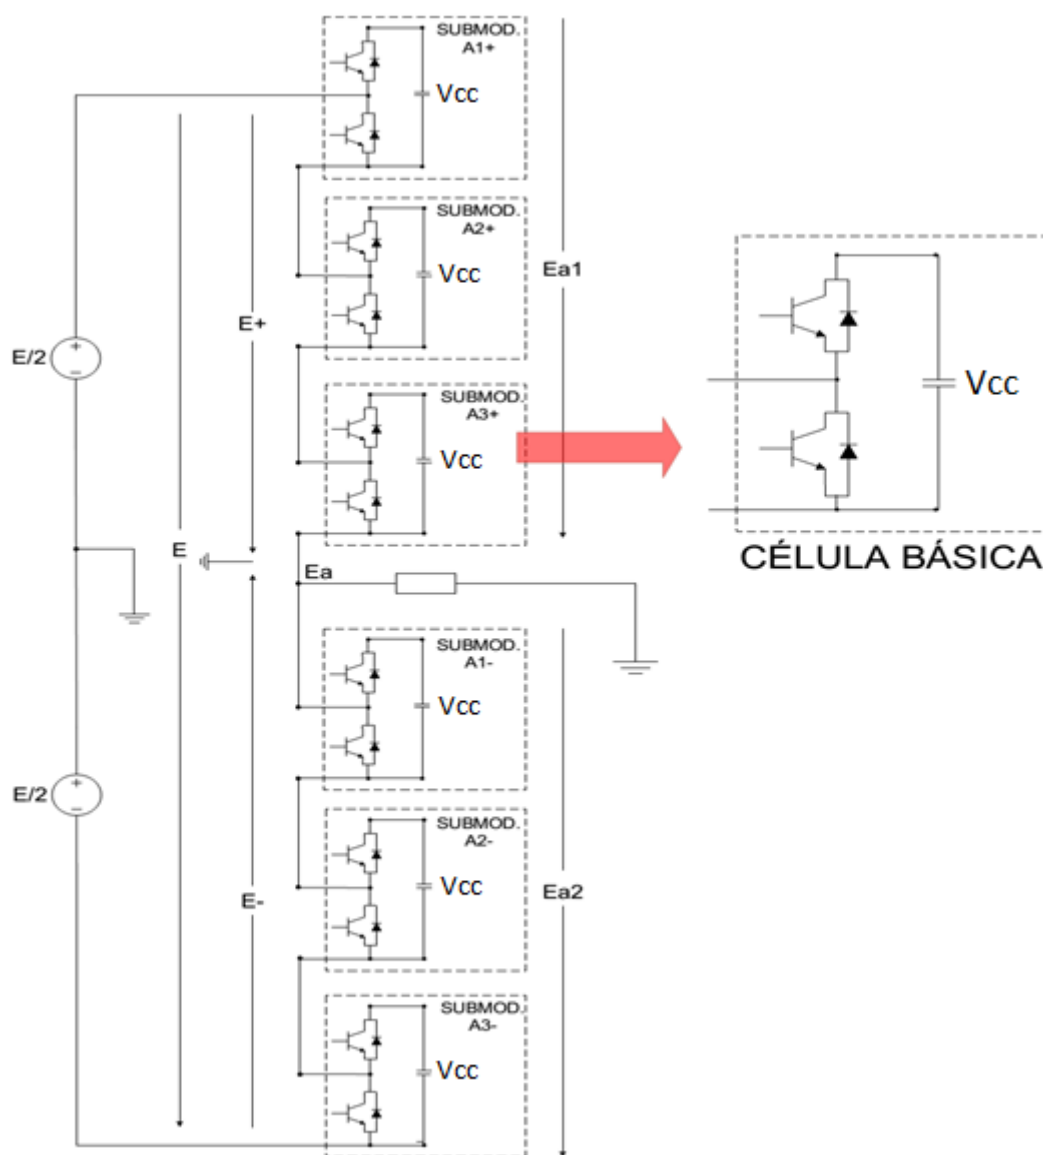 SUBMOD.
A1+
Vcc
SUBMOD.
A2+
Vcc
Ea1
E+
E/2
+
−
SUBMOD.
A3+
Vcc
Vcc
E
CÉLULA BÁSICA
Ea
SUBMOD.
A1-
Vcc
E/2
+
−
SUBMOD.
A2-
Vcc
Ea2
E-
SUBMOD.
A3-
Vcc